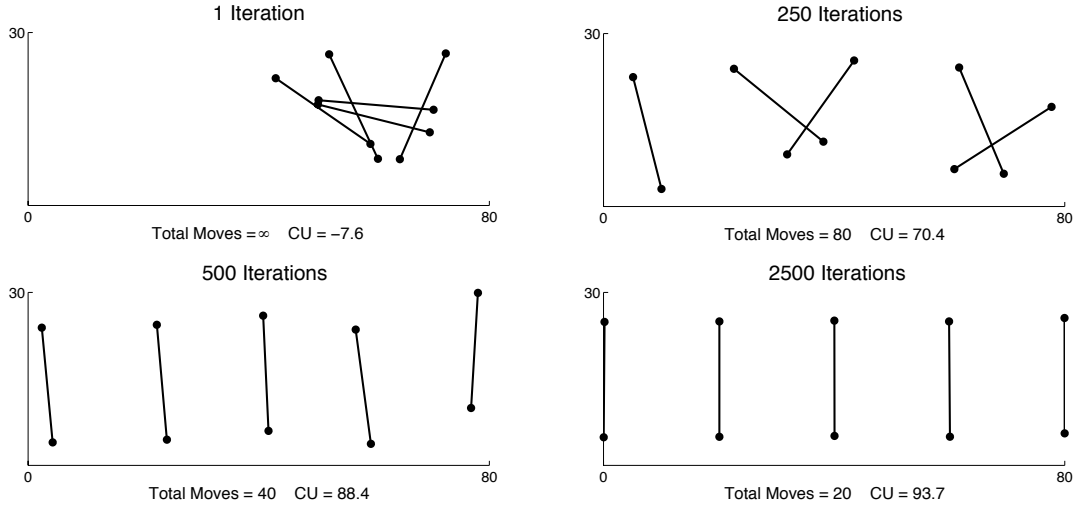 1 Iteration
30
0
80
Total Moves = ∞ CU = −7.6
250 Iterations
30
0
80
Total Moves = 80 CU = 70.4
500 Iterations
30
0
80
Total Moves = 40 CU = 88.4
2500 Iterations
30
0
80
Total Moves = 20 CU = 93.7